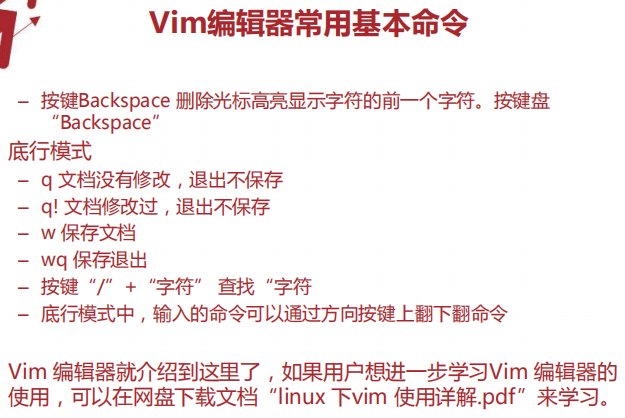 Vim编辑器常用基本命令
– 按键Backspace 删除光标高亮显示字符的前一个字符。按键盘
“Backspace”
底行模式
– q 文档没有修改，退出不保存
– q! 文档修改过，退出不保存
– w 保存文档
– wq 保存退出
– 按键“/”+“字符” 查找“字符
– 底行模式中，输入的命令可以通过方向按键上翻下翻命令
Vim 编辑器就介绍到这里了，如果用户想进一步学习Vim 编辑器的
使用，可以在网盘下载文档“linux 下vim 使用详解.pdf”来学习。